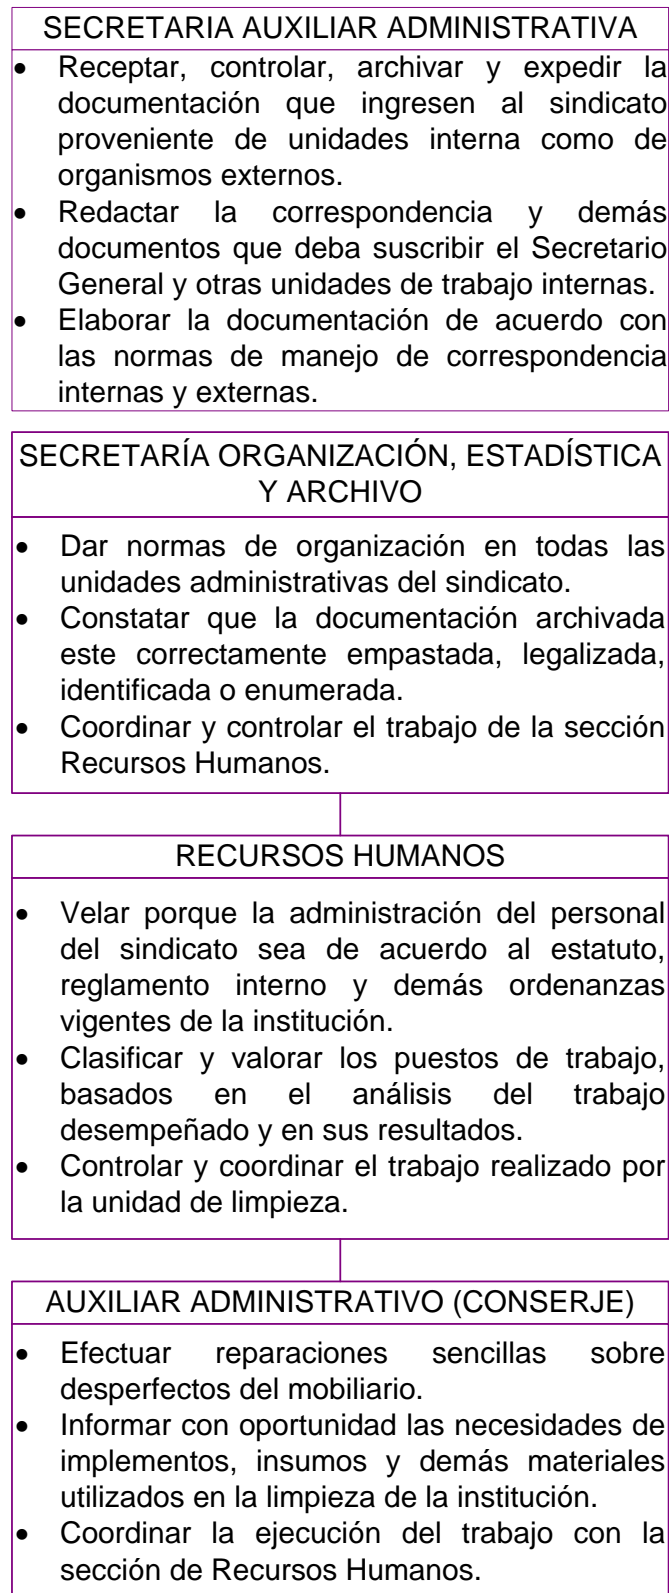 SECRETARIA AUXILIAR ADMINISTRATIVA
• Receptar, controlar, archivar y expedir la
documentación que ingresen al sindicato
proveniente de unidades interna como de
organismos externos.
• Redactar la correspondencia y demás
documentos que deba suscribir el Secretario
General y otras unidades de trabajo internas.
• Elaborar la documentación de acuerdo con
las normas de manejo de correspondencia
internas y externas.
SECRETARÍA ORGANIZACIÓN, ESTADÍSTICA
Y ARCHIVO
• Dar normas de organización en todas las
unidades administrativas del sindicato.
• Constatar que la documentación archivada
este correctamente empastada, legalizada,
identificada o enumerada.
• Coordinar y controlar el trabajo de la sección
Recursos Humanos.
RECURSOS HUMANOS
• Velar porque la administración del personal
del sindicato sea de acuerdo al estatuto,
reglamento interno y demás ordenanzas
vigentes de la institución.
• Clasificar y valorar los puestos de trabajo,
basados en el análisis del trabajo
desempeñado y en sus resultados.
• Controlar y coordinar el trabajo realizado por
la unidad de limpieza.
AUXILIAR ADMINISTRATIVO (CONSERJE)
• Efectuar reparaciones sencillas sobre
desperfectos del mobiliario.
• Informar con oportunidad las necesidades de
implementos, insumos y demás materiales
utilizados en la limpieza de la institución.
• Coordinar la ejecución del trabajo con la
sección de Recursos Humanos.